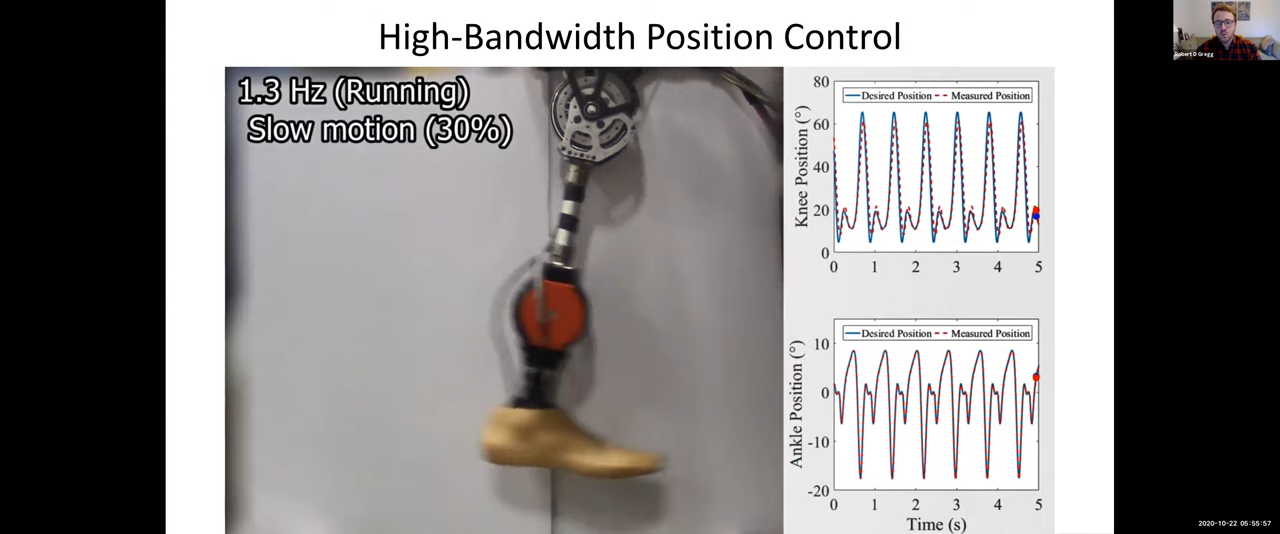 High-Bandwidth Position Control
1.3 Hz (Running)
Slow motion (30%)
Robert D Gregg
80
60
40
20
0
Knee Position (°)
Desired Position
Measured Position
0 1 2 3 4 5
10
0
-10
-20
Ankle Position (°)
Desired Position
Measured Position
0 1 2 3 4 5
Time (s)
2020-10-22 05:55:57